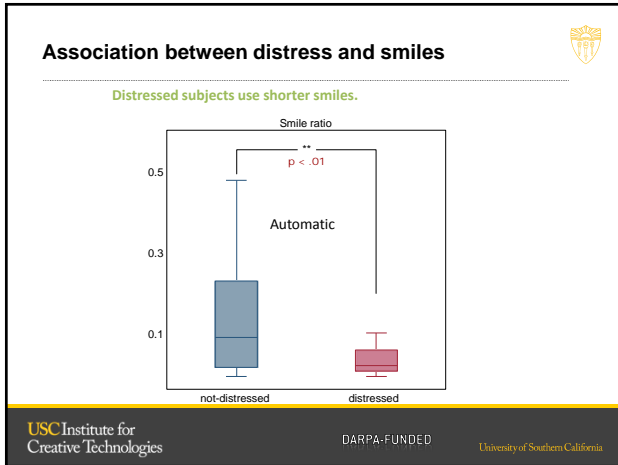 Association between distress and smiles
Distressed subjects use shorter smiles.
Smile ratio
**
p < .01
0.5
Automatic
0.3
0.1
not-distressed distressed
USC Institute for
Creative Technologies
DARPA-FUNDED
University of Southern California